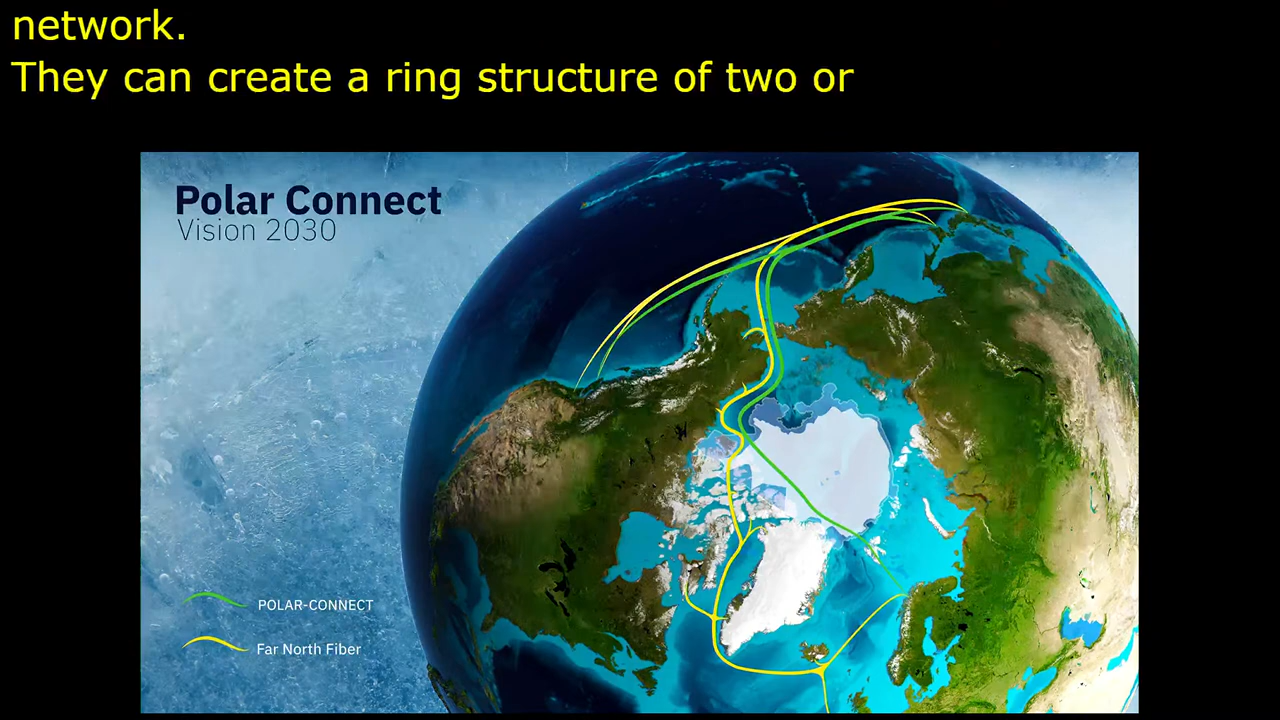 network.
They can create a ring structure of two or
Polar Connect
Vision 2030
POLAR-CONNECT
Far North Fiber